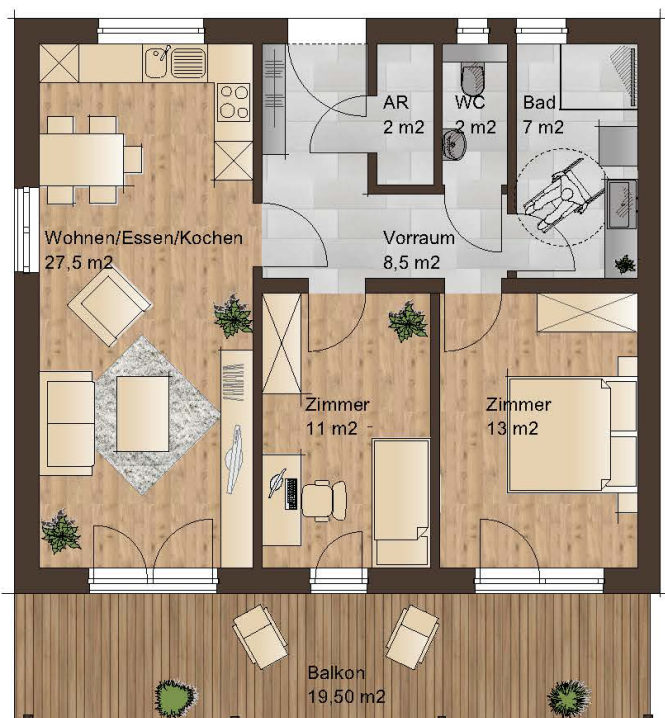 AR
2 m2
WC
2 m2
Bad
7 m2
Wohnen/Essen/Kochen
27,5 m2
Vorraum
8,5 m2
Zimmer
11 m2
Zimmer
13 m2
Balkon
19,50 m2